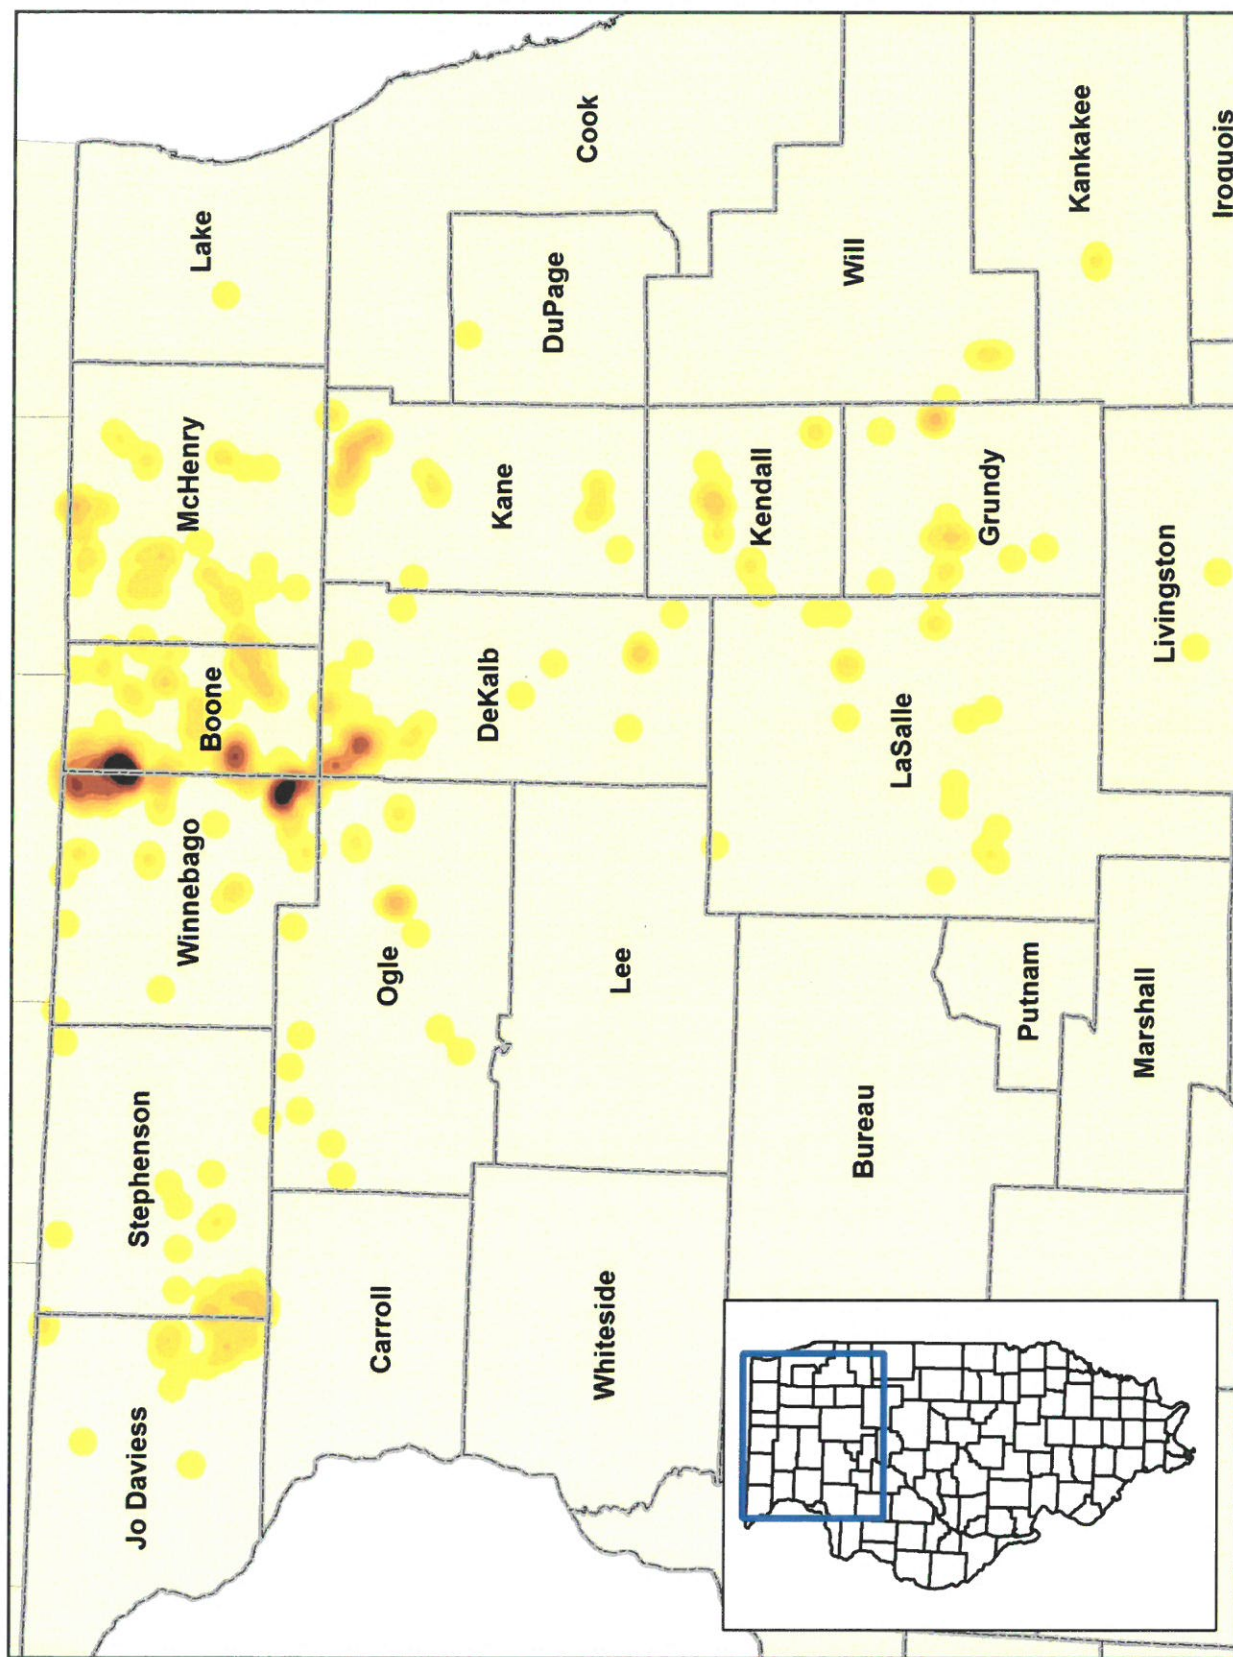 Jo Daviess
Stephenson
Winnebago
Boone
McHenry
Lake
Carroll
Ogle
DeKalb
Kane
Cook
DuPage
Whiteside
Lee
Kendall
Will
Bureau
LaSalle
Grundy
Kankakee
Putnam
Marshall
Livingston
Iroquois